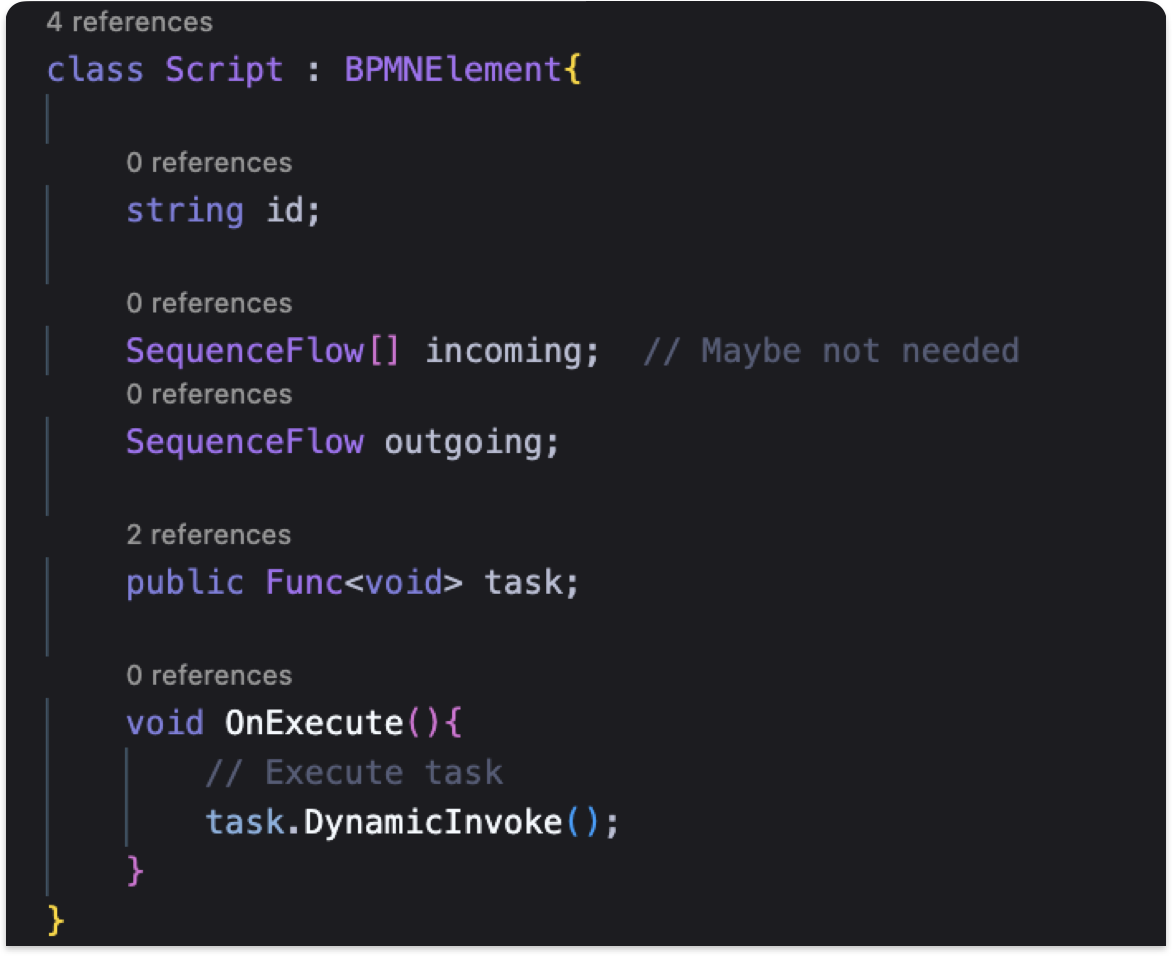 4 references
class Script : BPMNElement{
0 references
string id;
0 references
SequenceFlow[] incoming;  // Maybe not needed
0 references
SequenceFlow outgoing;
2 references
public Func<void> task;
0 references
void OnExecute(){
// Execute task
task.DynamicInvoke();
}
}